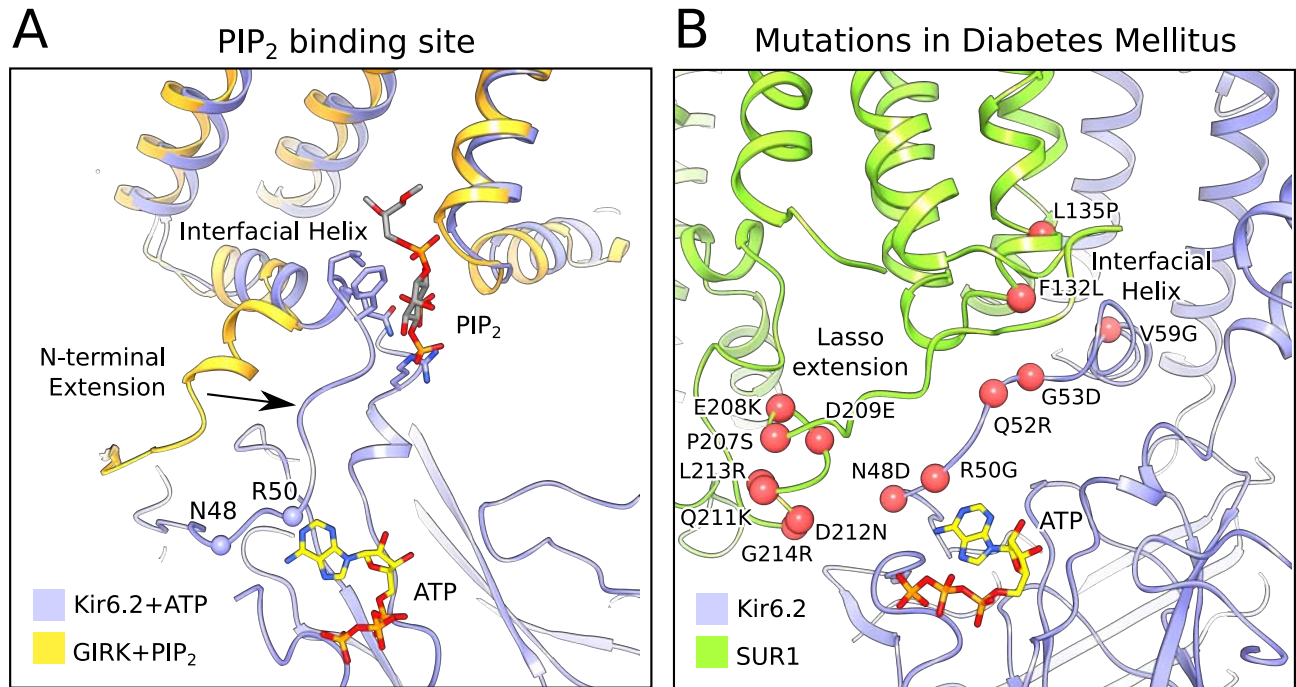 A
PIP₂ binding site
Interfacial Helix
PIP₂
N-terminal
Extension
R50
N48
ATP
Kir6.2+ATP
GIRK+PIP₂
B
Mutations in Diabetes Mellitus
L135P
Interfacial
Helix
F132L
V59G
Lasso
extension
G53D
E208K
D209E
Q52R
P207S
L213R
N48D
R50G
Q211K
D212N
ATP
G214R
Kir6.2
SUR1